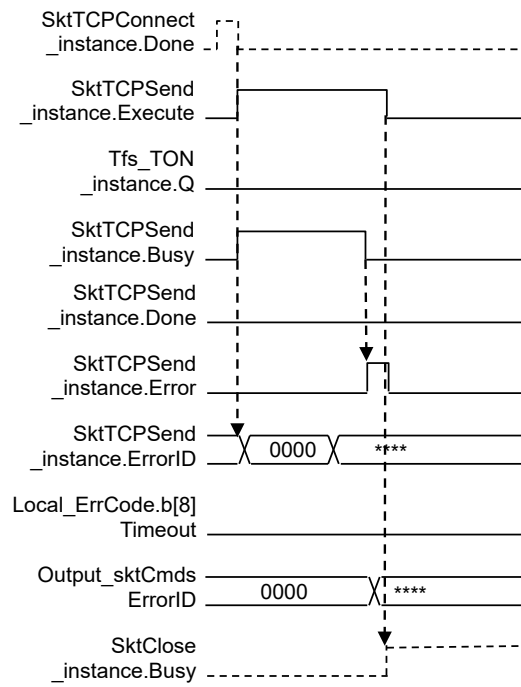 SktTCPConnect
_instance.Done
SktTCPSend
_instance.Execute
Tfs_TON
_instance.Q
SktTCPSend
_instance.Busy
SktTCPSend
_instance.Done
SktTCPSend
_instance.Error
SktTCPSend
_instance.ErrorID
0000 ****
Local_ErrCode.b[8]
Timeout
Output_sktCmds
ErrorID
0000 ****
SktClose
_instance.Busy